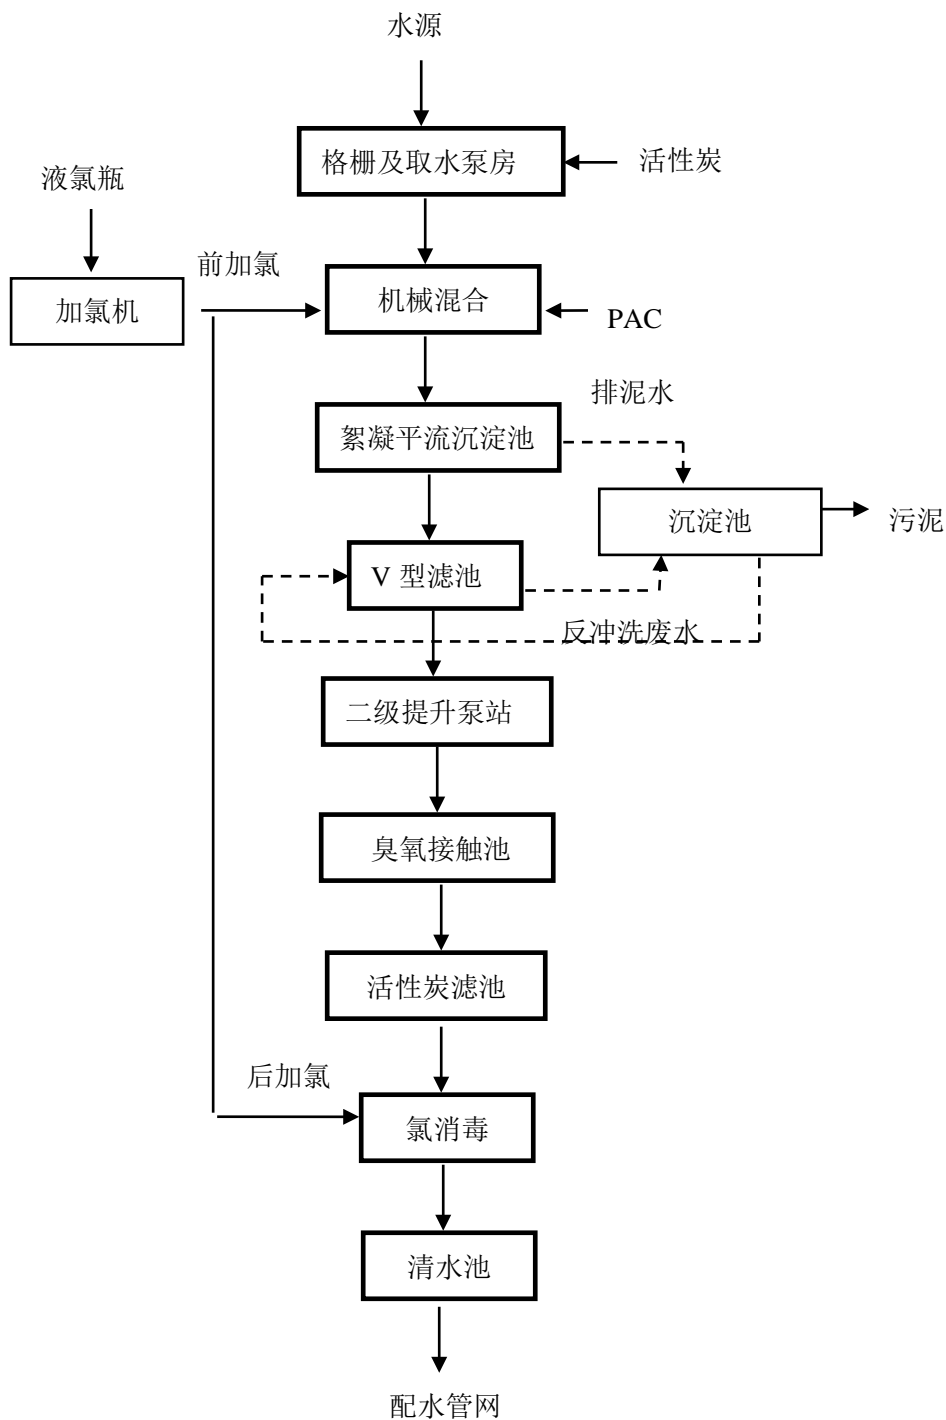 水源
格栅及取水泵房
活性炭
液氯瓶
前加氯
加氯机
机械混合
PAC
排泥水
絮凝平流沉淀池
沉淀池
污泥
V 型滤池
反冲洗废水
二级提升泵站
臭氧接触池
活性炭滤池
后加氯
氯消毒
清水池
配水管网